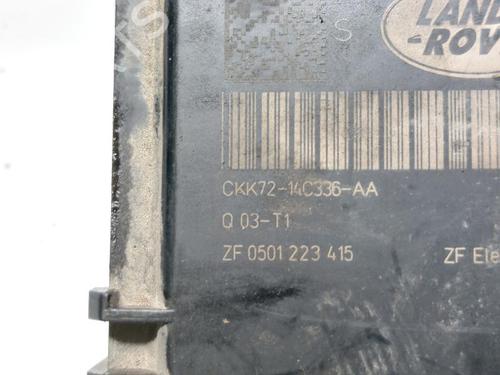 S
LAND
-ROV
CKK72-14C336-AA
Q 03-T1
ZF 0501 223 415
ZF Ele